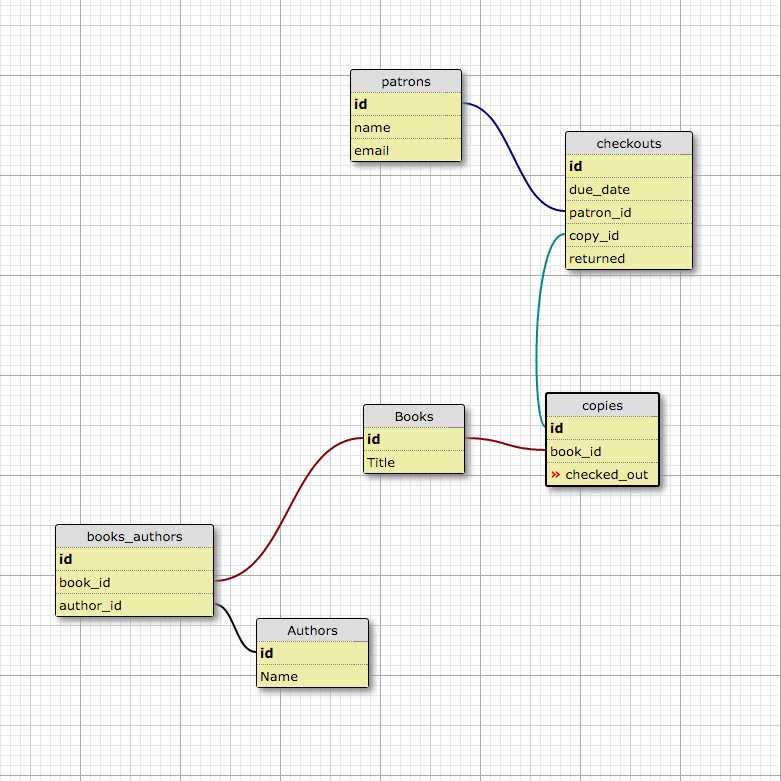 patrons
id
name
email
checkouts
id
due_date
patron_id
copy_id
returned
copies
id
book_id
» checked_out
Books
id
Title
books_authors
id
book_id
author_id
Authors
id
Name